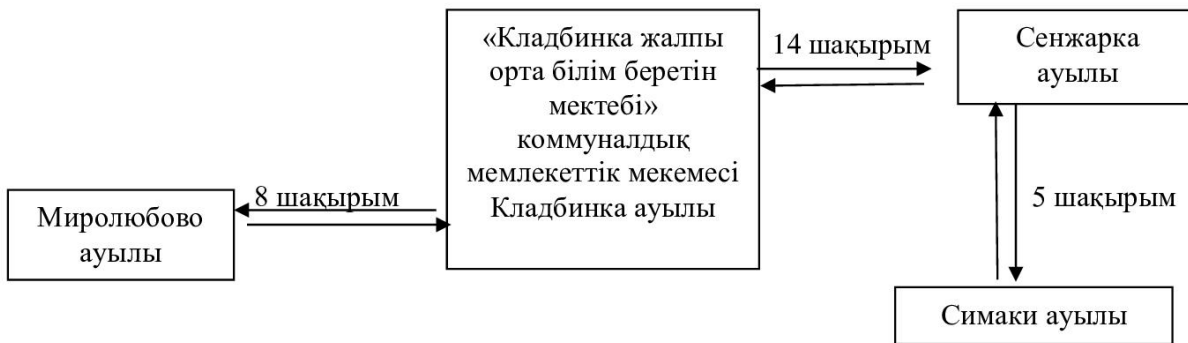 «Кладбинка жалпы
орта білім беретін
мектебі»
коммуналдық
мемлекеттік мекемесі
Кладбинка ауылы
14 шақырым
Сенжарка
ауылы
8 шақырым
Миролюбово
ауылы
5 шақырым
Симаки ауылы